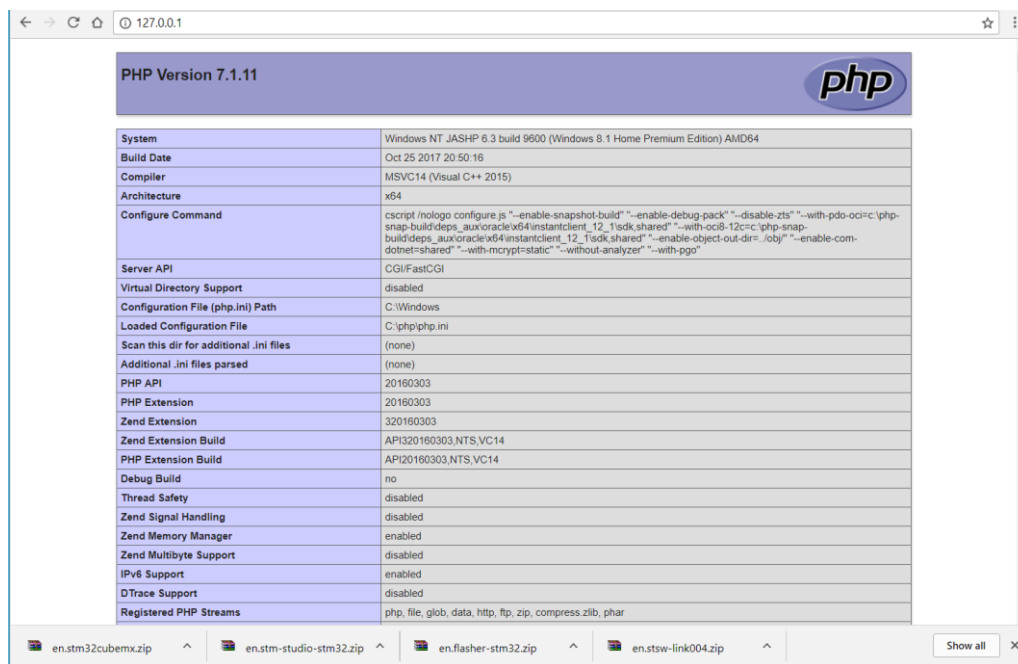 127.0.0.1
PHP Version 7.1.11
php
System Windows NT JASHP 6.3 build 9600 (Windows 8.1 Home Premium Edition) AMD64
Build Date Oct 25 2017 20:50:16
Compiler MSVC14 (Visual C++ 2015)
Architecture x64
Configure Command cscript /nologo configure.js "--enable-snapshot-build" "--enable-debug-pack" "--disable-zts" "--with-pdo-oci=c:\php-
snap-build\deps_aux\oracle\x64\instantclient_12_1\sdk,shared" "--with-oci8-12c=c:\php-snap-
build\deps_aux\oracle\x64\instantclient_12_1\sdk,shared" "--enable-object-out-dir=../obj/" "--enable-com-
dotnet=shared" "--with-mcrypt=static" "--without-analyzer" "--with-pgo"
Server API CGI/FastCGI
Virtual Directory Support disabled
Configuration File (php.ini) Path C:\Windows
Loaded Configuration File C:\php\php.ini
Scan this dir for additional .ini files (none)
Additional .ini files parsed (none)
PHP API 20160303
PHP Extension 20160303
Zend Extension 320160303
Zend Extension Build API320160303,NTS,VC14
PHP Extension Build API20160303,NTS,VC14
Debug Build no
Thread Safety disabled
Zend Signal Handling disabled
Zend Memory Manager enabled
Zend Multibyte Support disabled
IPv6 Support enabled
DTrace Support disabled
Registered PHP Streams php, file, glob, data, http, ftp, zip, compress.zlib, phar
en.stm32cubemx.zip en.stm-studio-stm32.zip en.flasher-stm32.zip en.stsw-link004.zip Show all